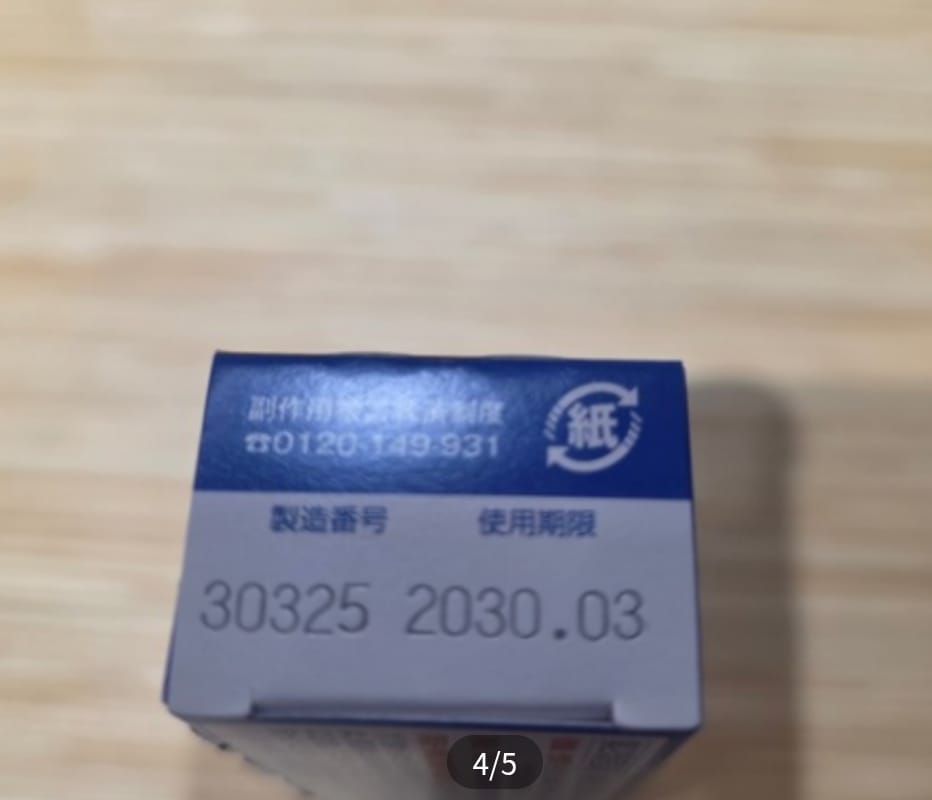 副作用被害救済制度
☎0120-149-931
紙
製造番号 使用期限
30325 2030.03
4/5